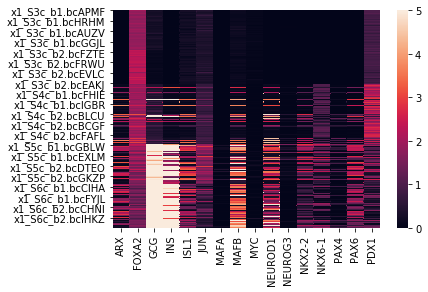 x1_S3c_b1.bcAPMF
x1_S3c_b1.bcHRHM
x1_S3c_b1.bcAUZV
x1_S3c_b1.bcGGJL
x1_S3c_b2.bcFZTE
x1_S3c_b2.bcFRWU
x1_S3c_b2.bcEVLC
x1_S3c_b2.bcEAKJ
x1_S4c_b1.bcFHIE
x1_S4c_b1.bcIGBR
x1_S4c_b2.bcBLCU
x1_S4c_b2.bcBCGF
x1_S4c_b2.bcFAFL
x1_S5c_b1.bcGBLW
x1_S5c_b1.bcEXLM
x1_S5c_b2.bcDTEO
x1_S5c_b2.bcGKZP
x1_S6c_b1.bcCIHA
x1_S6c_b1.bcFYJL
x1_S6c_b2.bcCHNI
x1_S6c_b2.bcIHKZ
ARX
FOXA2
GCG
INS
ISL1
JUN
MAFA
MAFB
MYC
NEUROD1
NEUROG3
NKX2-2
NKX6-1
PAX4
PAX6
PDX1
5
4
3
2
1
0